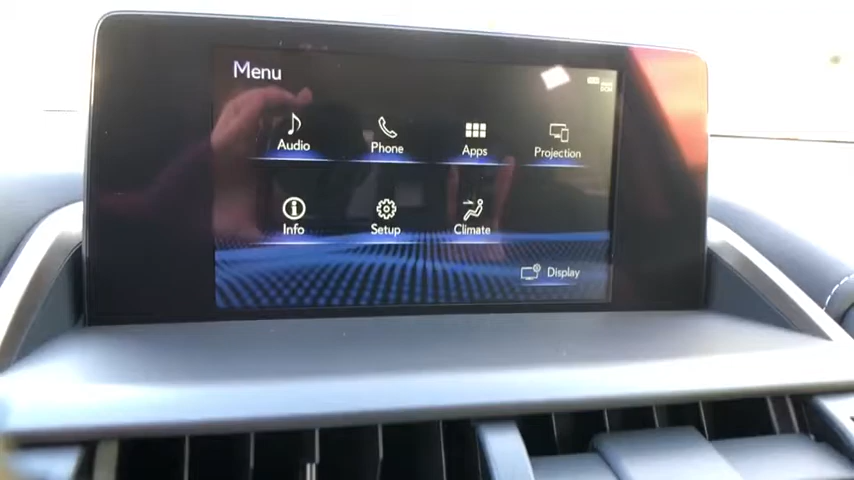 Menu
Audio
Phone
Apps
Projection
Info
Setup
Climate
Display